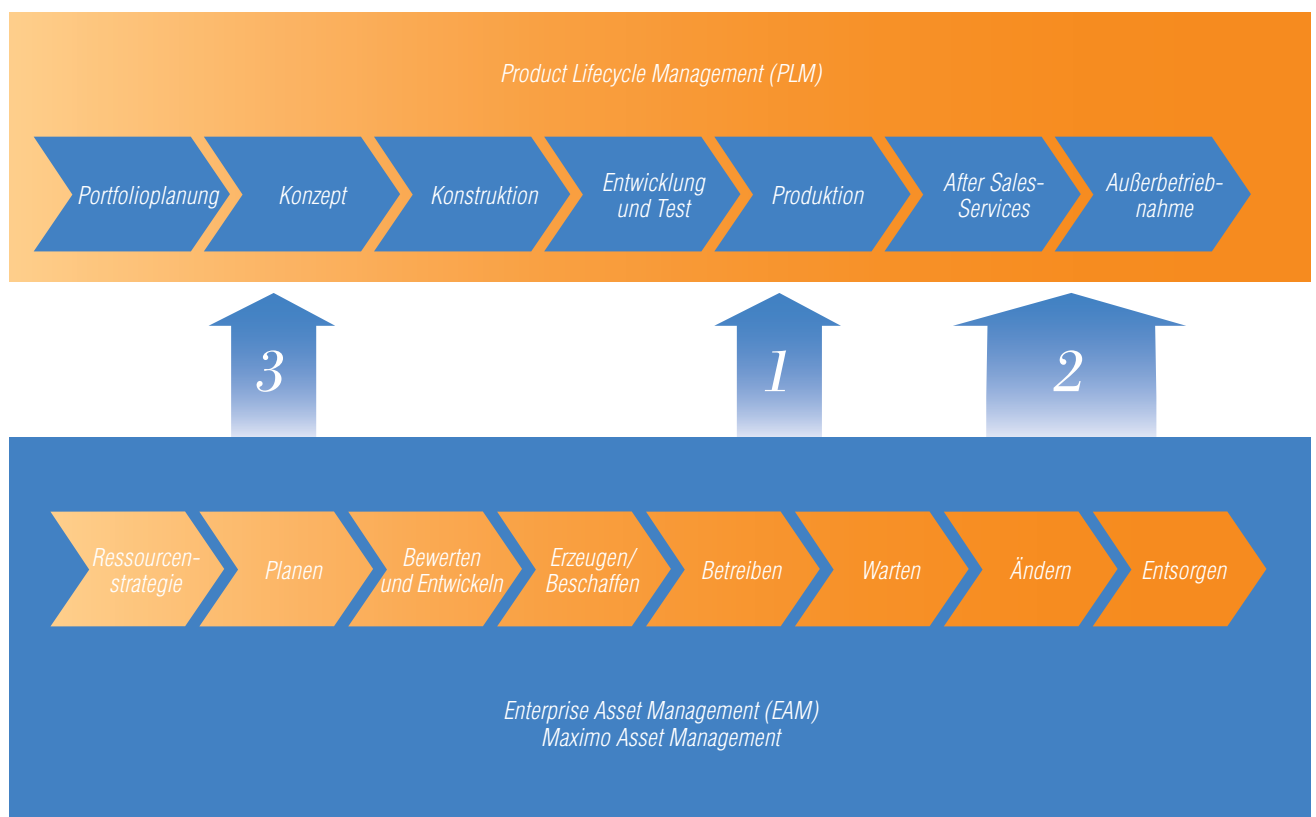 Product Lifecycle Management (PLM)
Portfolioplanung
Konzept
Konstruktion
Entwicklung
und Test
Produktion
After Sales-
Services
Außerbetrieb-
nahme
3
1
2
Ressourcen-
strategie
Planen
Bewerten
und Entwickeln
Erzeugen/
Beschaffen
Betreiben
Warten
Ändern
Entsorgen
Enterprise Asset Management (EAM)
Maximo Asset Management